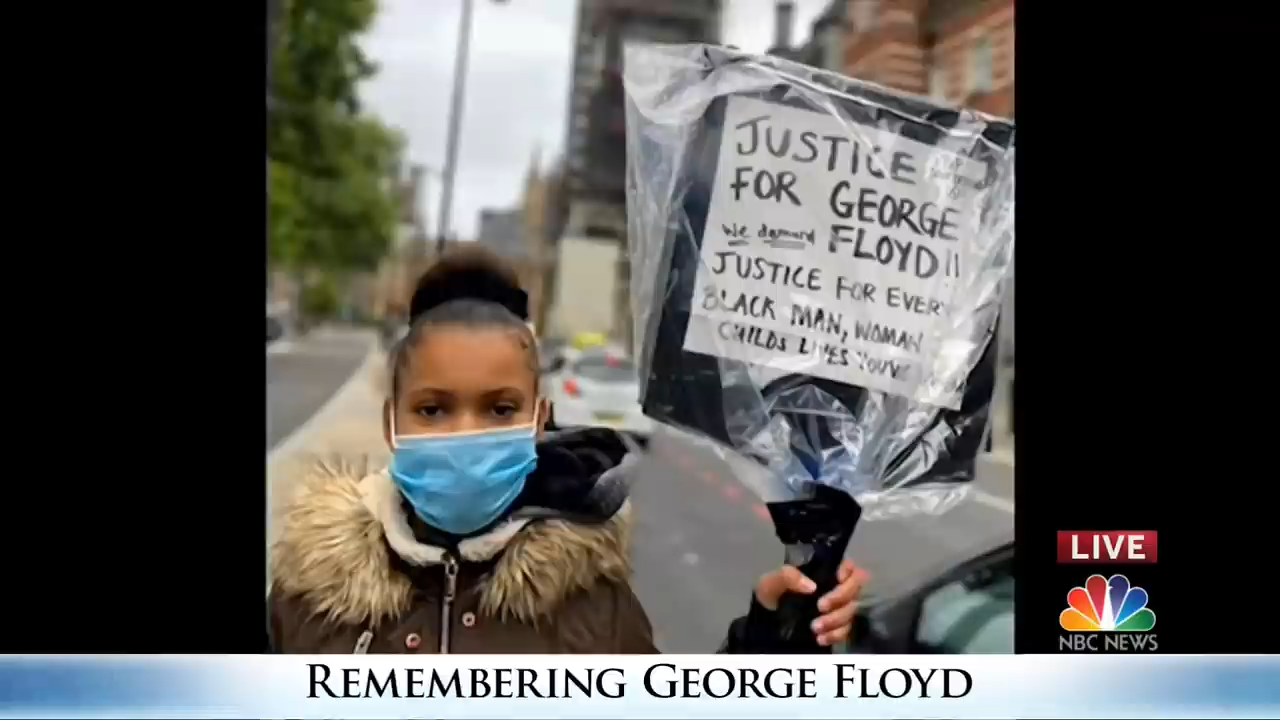 JUSTICE
FOR GEORGE
We demand FLOYD!!
JUSTICE FOR EVERY
BLACK MAN, WOMAN
CHILDS LIVES YOUV
LIVE
NBC NEWS
REMEMBERING GEORGE FLOYD